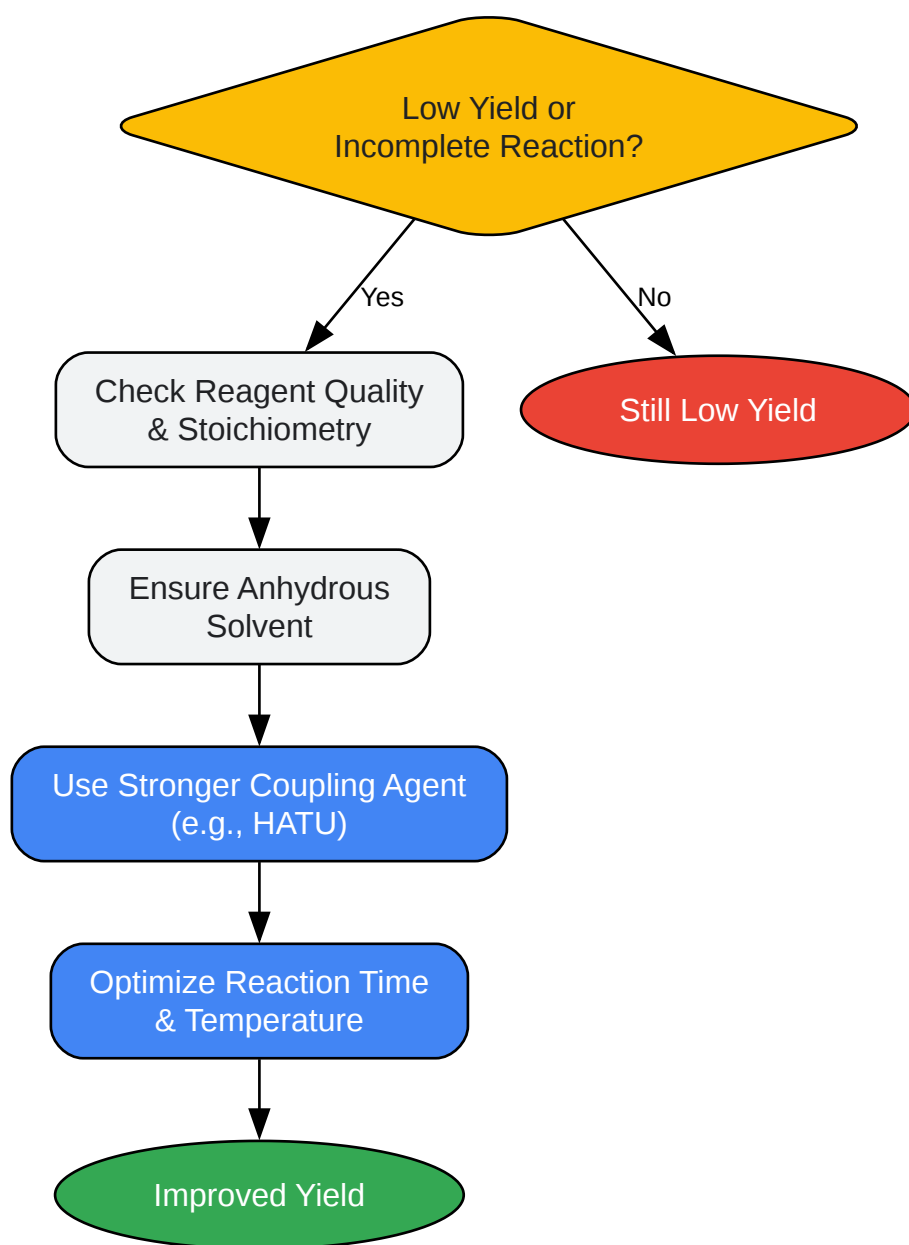 Low Yield or
Incomplete Reaction?
Yes
No
Check Reagent Quality
& Stoichiometry
Still Low Yield
Ensure Anhydrous
Solvent
Use Stronger Coupling Agent
(e.g., HATU)
Optimize Reaction Time
& Temperature
Improved Yield